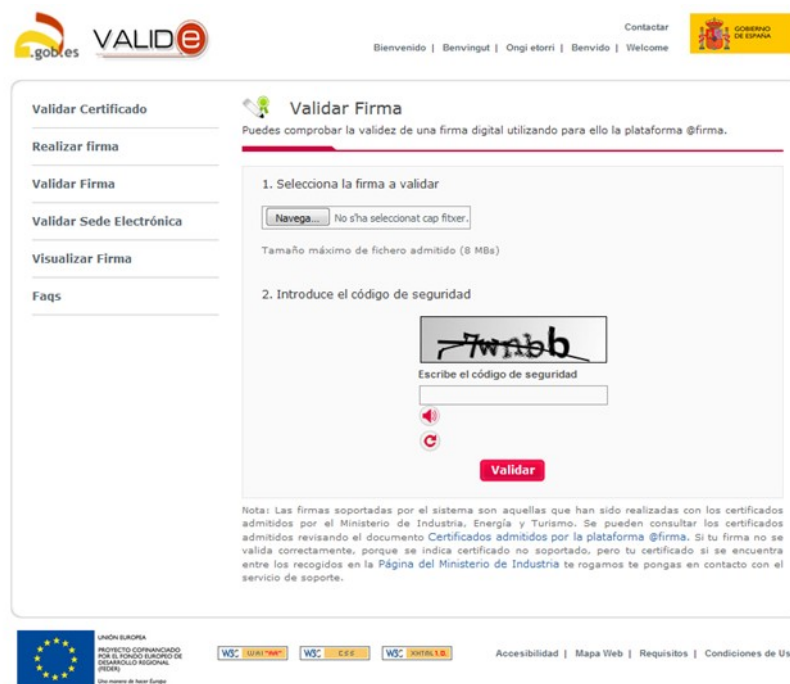 .gob.es
VALIDe
Contactar
Bienvenido | Benvingut | Ongi etorri | Benvido | Welcome
GOBIERNO
DE ESPAÑA
Validar Certificado
Realizar firma
Validar Firma
Validar Sede Electrónica
Visualizar Firma
Faqs
Validar Firma
Puedes comprobar la validez de una firma digital utilizando para ello la plataforma @firma.
1. Selecciona la firma a validar
Navega... No s'ha seleccionat cap fitxer.
Tamaño máximo de fichero admitido (8 MBs)
2. Introduce el código de seguridad
7wnbb
Escribe el código de seguridad
Validar
Nota: Las firmas soportadas por el sistema son aquellas que han sido realizadas con los certificados
admitidos por el Ministerio de Industria, Energía y Turismo. Se pueden consultar los certificados
admitidos revisando el documento Certificados admitidos por la plataforma @firma. Si tu firma no se
valida correctamente, porque se indica certificado no soportado, pero tu certificado si se encuentra
entre los recogidos en la Página del Ministerio de Industria te rogamos te pongas en contacto con el
servicio de soporte.
UNIÓN EUROPEA
PROYECTO COFINANCIADO
POR EL FONDO EUROPEO DE
DESARROLLO REGIONAL
(FEDER)
Una manera de hacer Europa
W3C WAI "AA"
W3C CSS
W3C XHTML 1.0
Accesibilidad | Mapa Web | Requisitos | Condiciones de Us